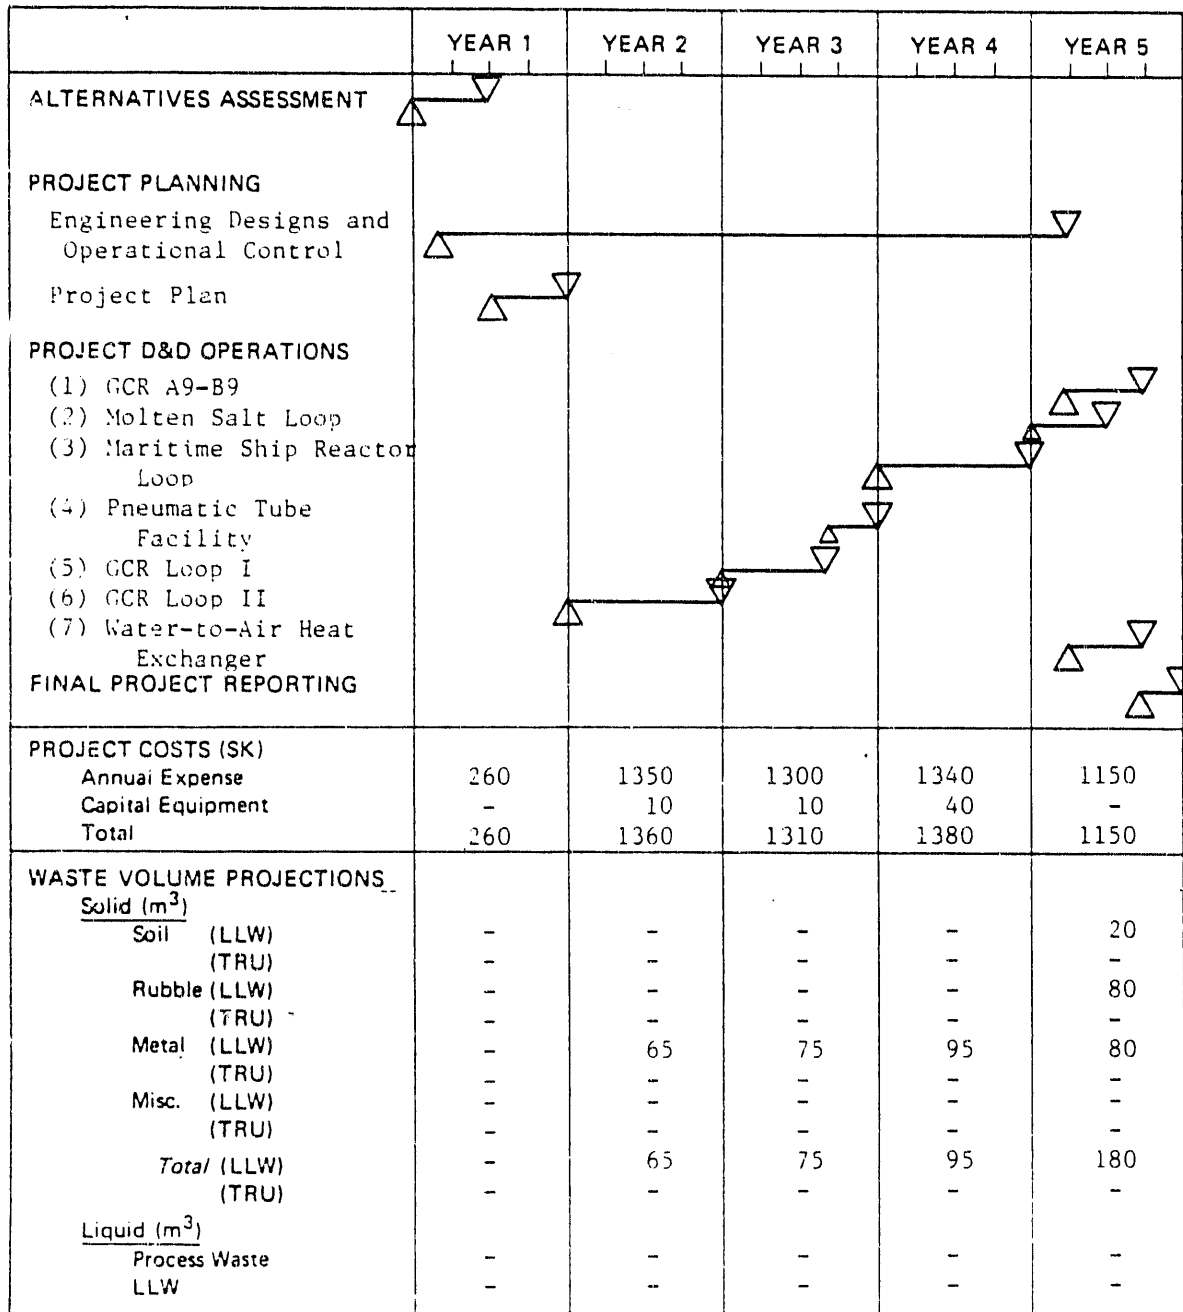 YEAR 1 YEAR 2 YEAR 3 YEAR 4 YEAR 5
ALTERNATIVES ASSESSMENT
PROJECT PLANNING
Engineering Designs and
Operational Control
Project Plan
PROJECT D&D OPERATIONS
(1) GCR A9-B9
(2) Molten Salt Loop
(3) Maritime Ship Reactor
Loop
(4) Pneumatic Tube
Facility
(5) GCR Loop I
(6) GCR Loop II
(7) Water-to-Air Heat
Exchanger
FINAL PROJECT REPORTING
PROJECT COSTS ($K)
Annual Expense 260 1350 1300 1340 1150
Capital Equipment - 10 10 40 -
Total 260 1360 1310 1380 1150
WASTE VOLUME PROJECTIONS
Solid (m³)
Soil (LLW) - - - - 20
(TRU) - - - - -
Rubble (LLW) - - - - 80
(TRU) - - - - -
Metal (LLW) - 65 75 95 80
(TRU) - - - - -
Misc. (LLW) - - - - -
(TRU) - - - - -
Total (LLW) - 65 75 95 180
(TRU) - - - - -
Liquid (m³)
Process Waste - - - - -
LLW - - - - -